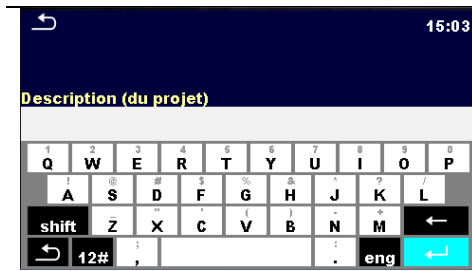 15:03
Description (du projet)
1 2 3 4 5 6 7 8 9 0
Q W E R T Y U I O P
! @ # $ % & * ? /
A S D F G H J K L
_ " ' ( ) - +
shift Z X C V B N M
12# ; , : . eng